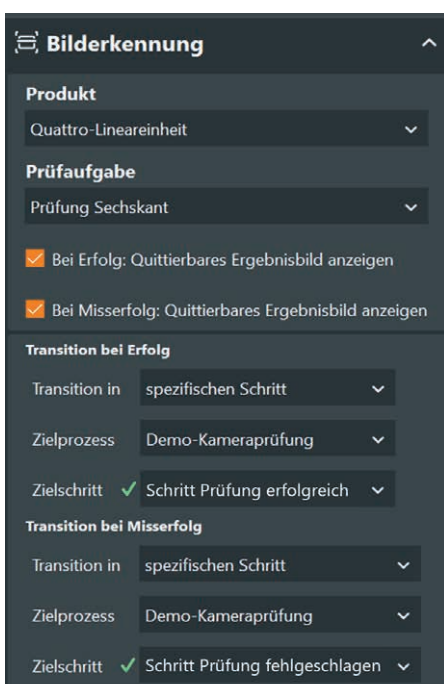 Bilderkennung
Produkt
Quattro-Lineareinheit
Prüfaufgabe
Prüfung Sechskant
Bei Erfolg: Quittierbares Ergebnisbild anzeigen
Bei Misserfolg: Quittierbares Ergebnisbild anzeigen
Transition bei Erfolg
Transition in spezifischen Schritt
Zielprozess Demo-Kameraprüfung
Zielschritt Schritt Prüfung erfolgreich
Transition bei Misserfolg
Transition in spezifischen Schritt
Zielprozess Demo-Kameraprüfung
Zielschritt Schritt Prüfung fehlgeschlagen